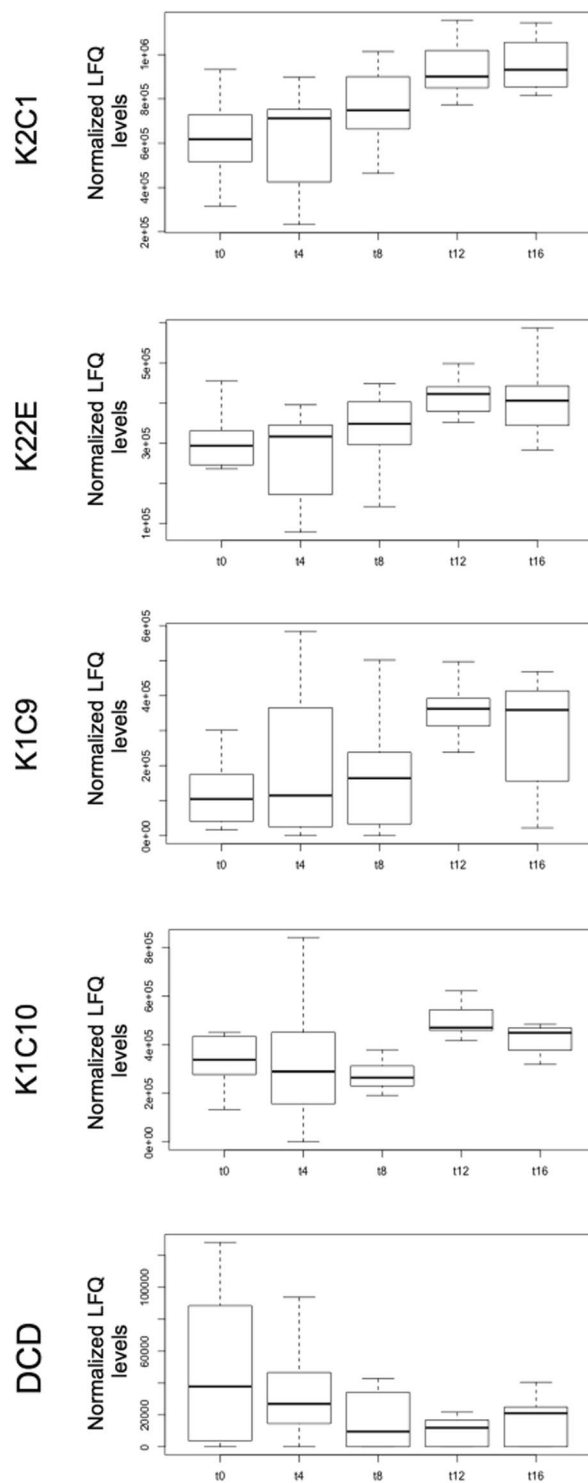 K2C1
Normalized LFQ
levels
1e+06
8e+05
6e+05
4e+05
2e+05
t0 t4 t8 t12 t16
K22E
Normalized LFQ
levels
5e+05
3e+05
1e+05
t0 t4 t8 t12 t16
K1C9
Normalized LFQ
levels
6e+05
4e+05
2e+05
0e+00
t0 t4 t8 t12 t16
K1C10
Normalized LFQ
levels
8e+05
6e+05
4e+05
2e+05
0e+00
t0 t4 t8 t12 t16
DCD
Normalized LFQ
levels
100000
60000
20000
0
t0 t4 t8 t12 t16